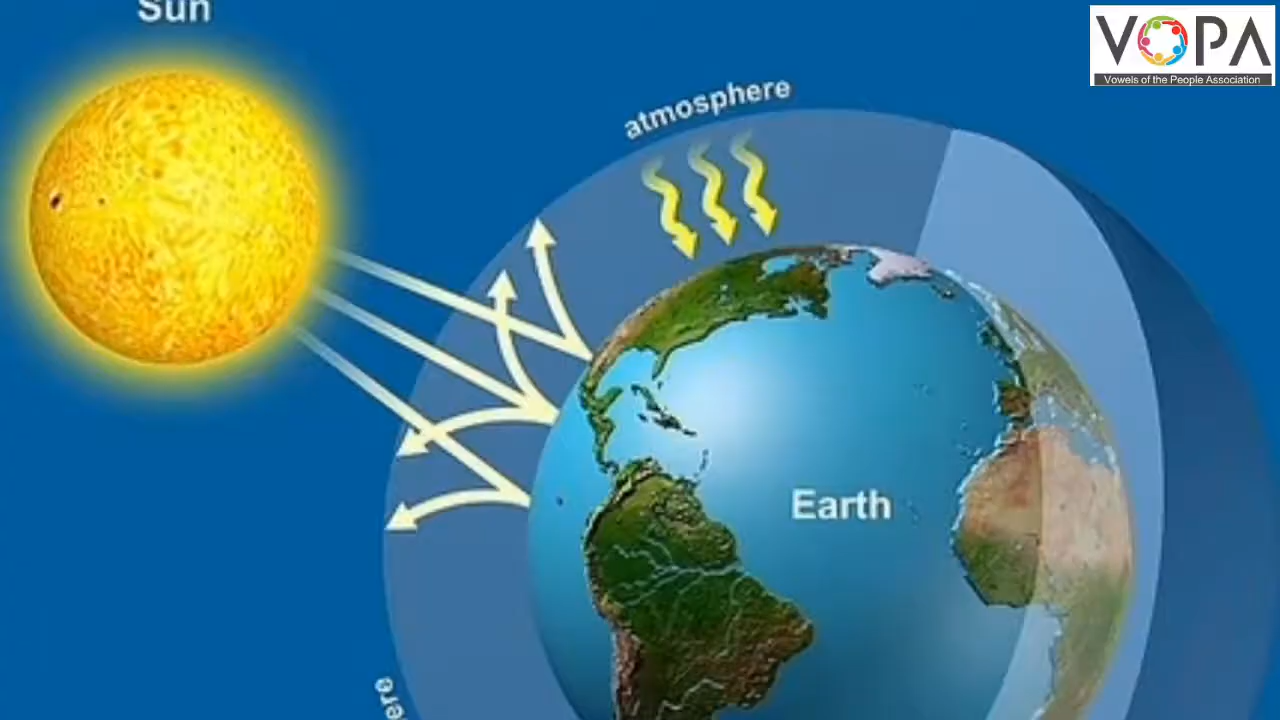 Sun
VOPA
Vowels of the People Association
atmosphere
Earth